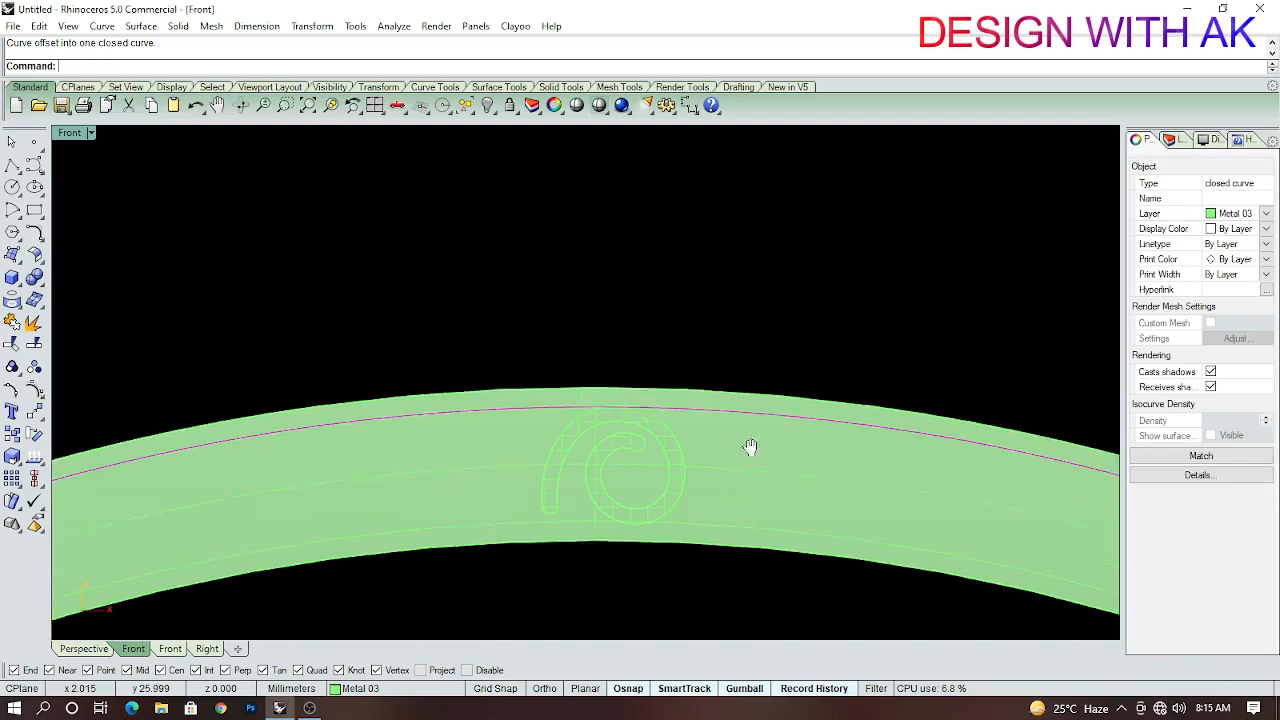 Untitled - Rhinoceros 5.0 Commercial - [Front]
DESIGN WITH AK
File Edit View Curve Surface Solid Mesh Dimension Transform Tools Analyze Render Panels Clayoo Help
Curve offset into one closed curve.
Command:
Standard CPlanes Set View Display Select Viewport Layout Visibility Transform Curve Tools Surface Tools Solid Tools Mesh Tools Render Tools Drafting New in V5
Front
P... L... Di... H...
Object
Type closed curve
Name
Layer Metal 03
Display Color By Layer
Linetype By Layer
Print Color By Layer
Print Width By Layer
Hyperlink ...
Render Mesh Settings
Custom Mesh
Settings Adjust...
Rendering
Casts shadows
Receives sha...
Isocurve Density
Density
Show surface... Visible
Match
Details...
x
Perspective Front Front Right
End Near Point Mid Cen Int Perp Tan Quad Knot Vertex Project Disable
CPlane x 2.015 y 25.999 z 0.000 Millimeters Metal 03 Grid Snap Ortho Planar Osnap SmartTrack Gumball Record History Filter CPU use: 6.8 %
25°C Haze 8:15 AM